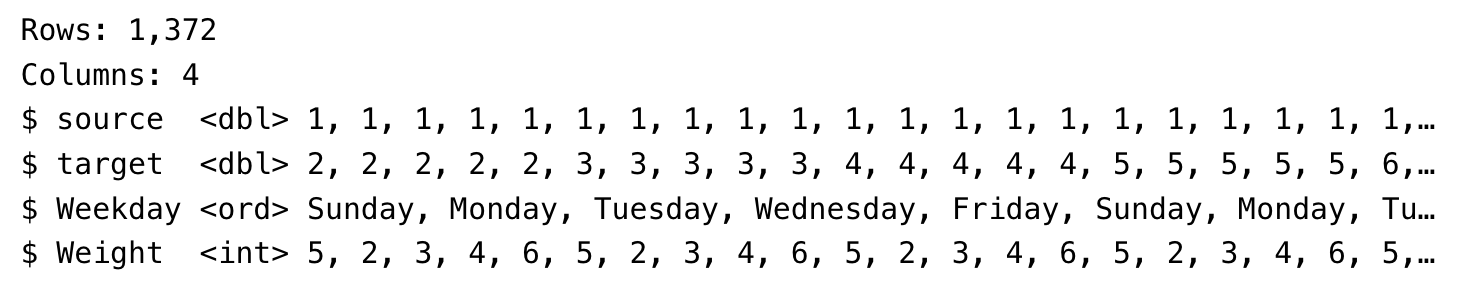 Rows: 1,372
Columns: 4
$ source  <dbl> 1, 1, 1, 1, 1, 1, 1, 1, 1, 1, 1, 1, 1, 1, 1, 1, 1, 1, 1, 1, 1,…
$ target  <dbl> 2, 2, 2, 2, 2, 3, 3, 3, 3, 3, 4, 4, 4, 4, 4, 5, 5, 5, 5, 5, 6,…
$ Weekday <ord> Sunday, Monday, Tuesday, Wednesday, Friday, Sunday, Monday, Tu…
$ Weight  <int> 5, 2, 3, 4, 6, 5, 2, 3, 4, 6, 5, 2, 3, 4, 6, 5, 2, 3, 4, 6, 5,…